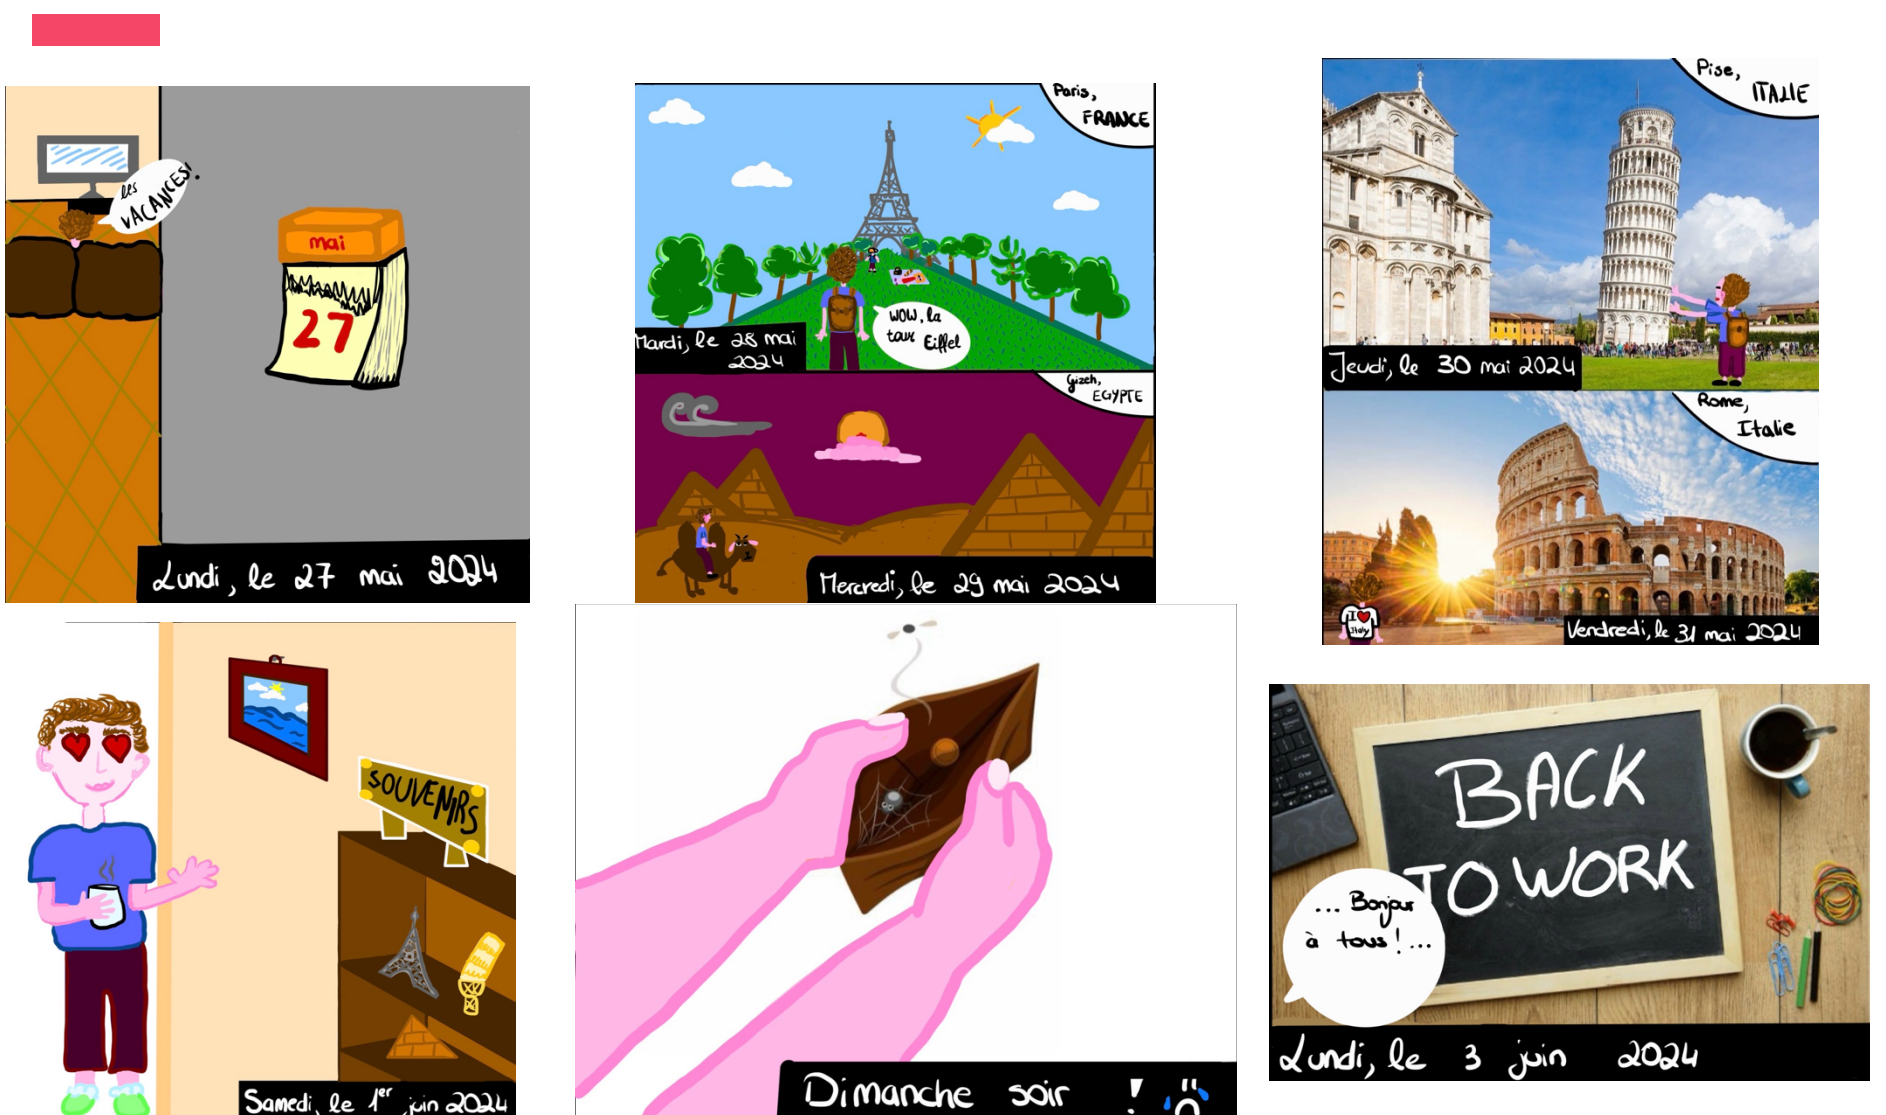 les
VACANCES!
mai
27
Lundi, le 27 mai 2024
Paris,
FRANCE
WOW, la
tour Eiffel
Mardi, le 28 mai
2024
Gizeh,
EGYPTE
Mercredi, le 29 mai 2024
Pise,
ITALIE
Jeudi, le 30 mai 2024
Rome,
Italie
I ♥
Italy
Vendredi, le 31 mai 2024
SOUVENIRS
Samedi, le 1er juin 2024
Dimanche soir !
BACK
TO WORK
... Bonjour
à tous! ...
Lundi, le 3 juin 2024